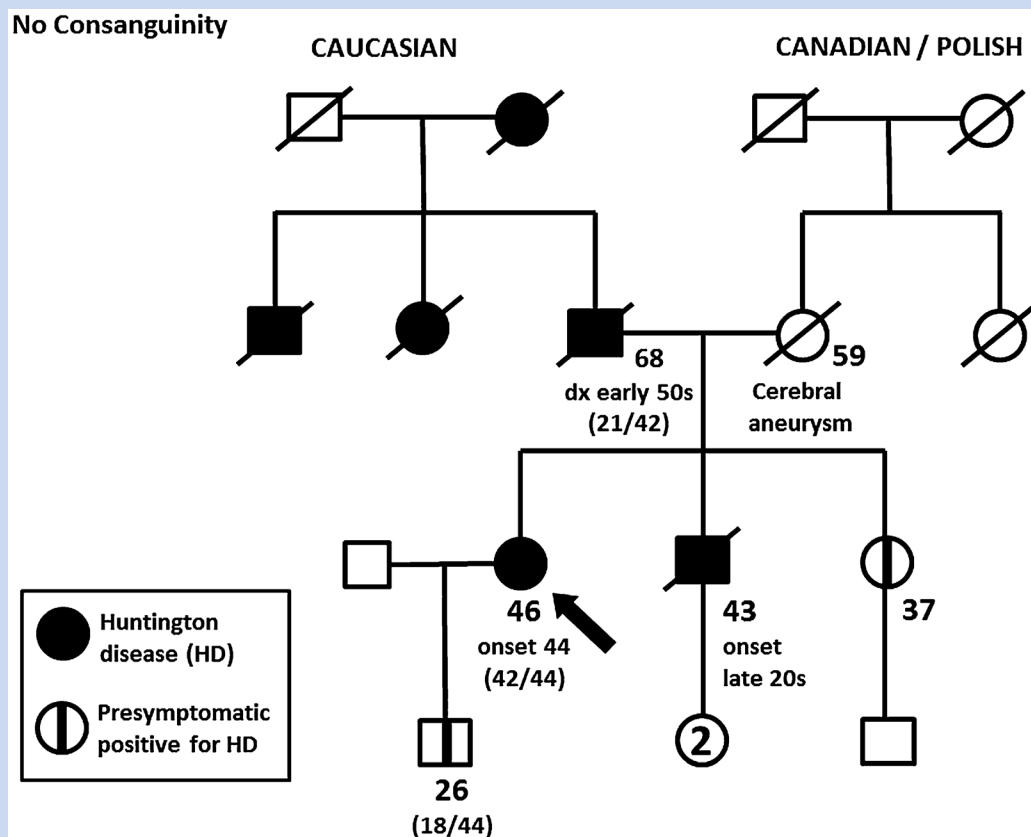 No Consanguinity
CAUCASIAN
CANADIAN / POLISH
68
dx early 50s
(21/42)
59
Cerebral
aneurysm
46
onset 44
(42/44)
43
onset
late 20s
37
Huntington
disease (HD)
Presymptomatic
positive for HD
2
26
(18/44)